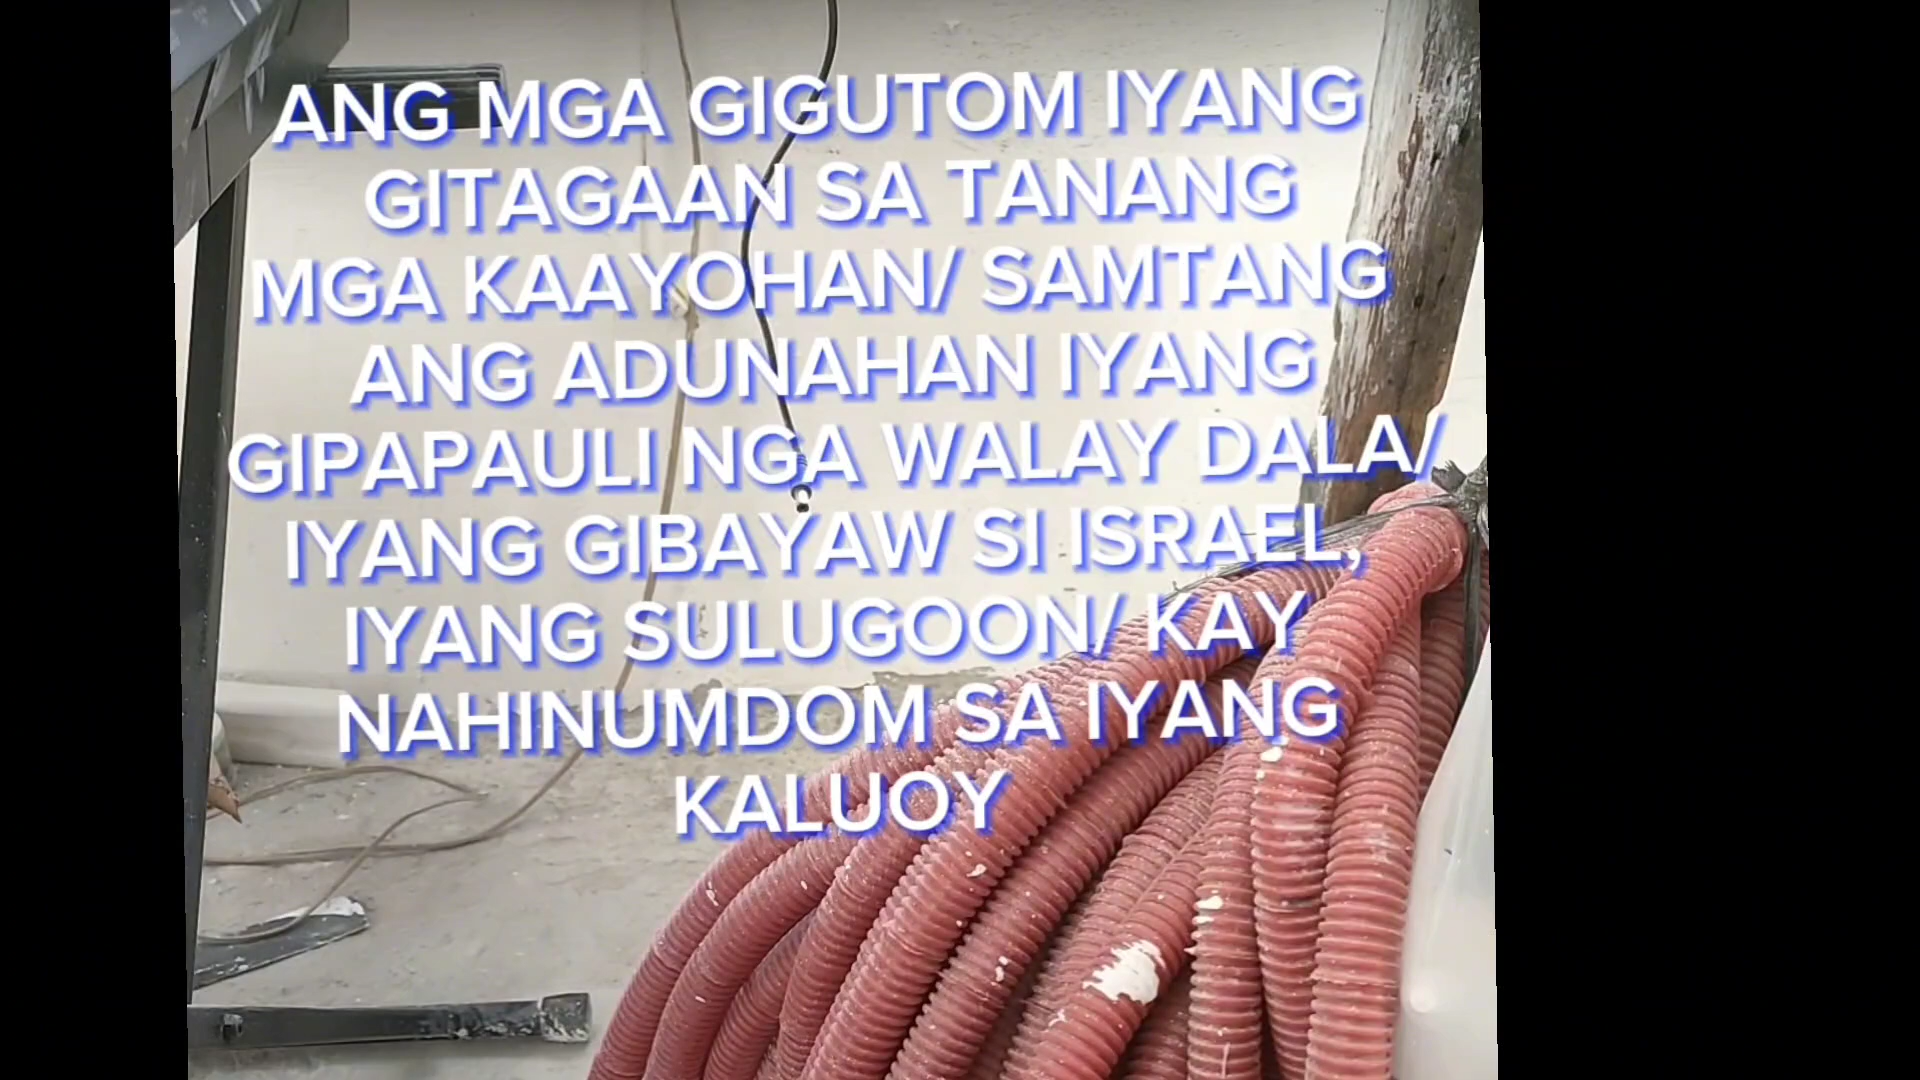 ANG MGA GIGUTOM IYANG
GITAGAAN SA TANANG
MGA KAAYOHAN/ SAMTANG
ANG ADUNAHAN IYANG
GIPAPAULI NGA WALAY DALA/
IYANG GIBAYAW SI ISRAEL,
IYANG SULUGOON/ KAY
NAHINUMDOM SA IYANG
KALUOY